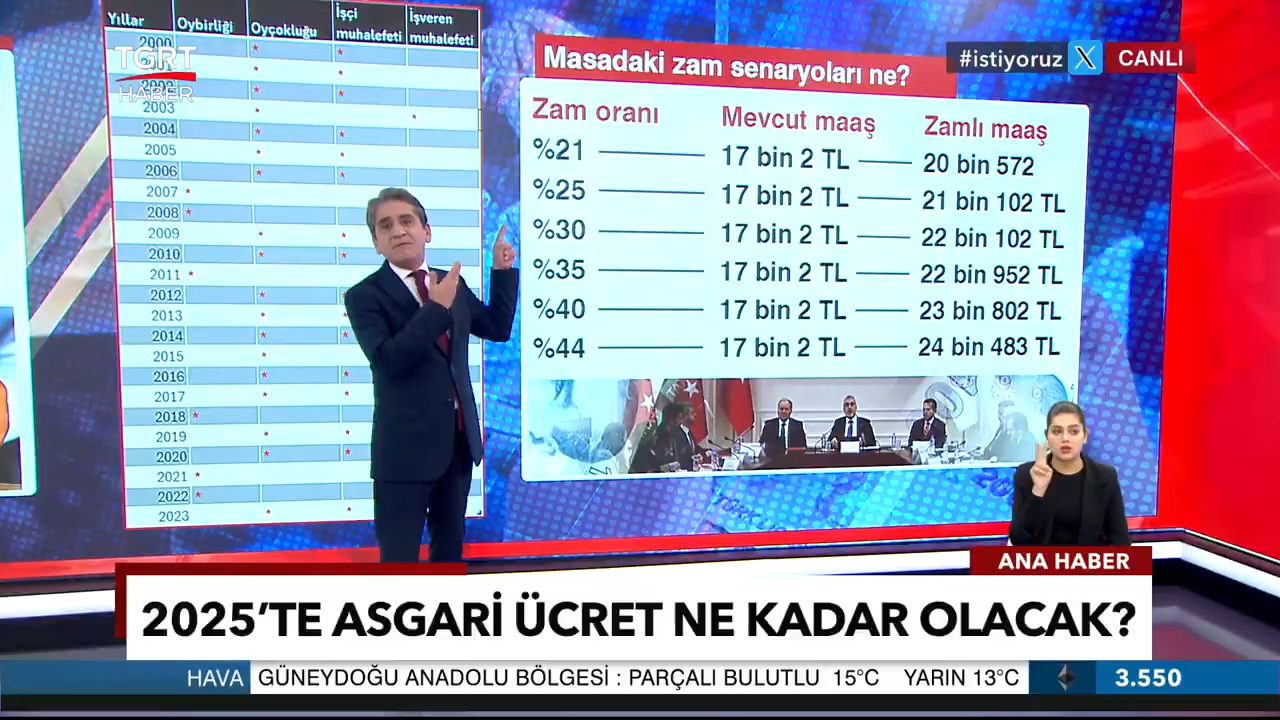 Yıllar Oybirliği Oyçokluğu İşçi muhalefeti İşveren muhalefeti
2000
2003
2004
2005
2006
2007
2008
2009
2010
2011
2012
2013
2014
2015
2016
2017
2018
2019
2020
2021
2022
2023
TGRT
HABER
#istiyoruz X CANLI
Masadaki zam senaryoları ne?
Zam oranı Mevcut maaş Zamlı maaş
%21 17 bin 2 TL 20 bin 572
%25 17 bin 2 TL 21 bin 102 TL
%30 17 bin 2 TL 22 bin 102 TL
%35 17 bin 2 TL 22 bin 952 TL
%40 17 bin 2 TL 23 bin 802 TL
%44 17 bin 2 TL 24 bin 483 TL
ANA HABER
2025'TE ASGARİ ÜCRET NE KADAR OLACAK?
HAVA GÜNEYDOĞU ANADOLU BÖLGESİ : PARÇALI BULUTLU 15°C YARIN 13°C 3.550